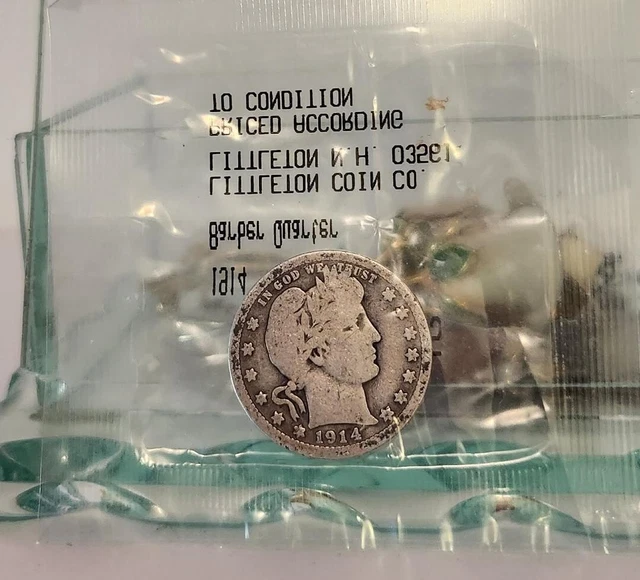 1914
Barber Quarter
LITTLETON COIN CO.
LITTLETON N.H. 03561
PRICED ACCORDING
TO CONDITION
IN GOD WE TRUST
1914